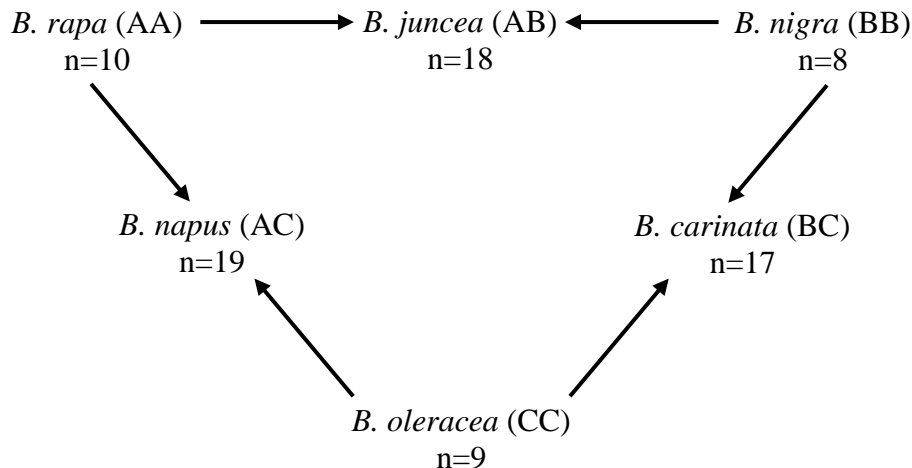 B. rapa (AA)
n=10
B. juncea (AB)
n=18
B. nigra (BB)
n=8
B. napus (AC)
n=19
B. carinata (BC)
n=17
B. oleracea (CC)
n=9